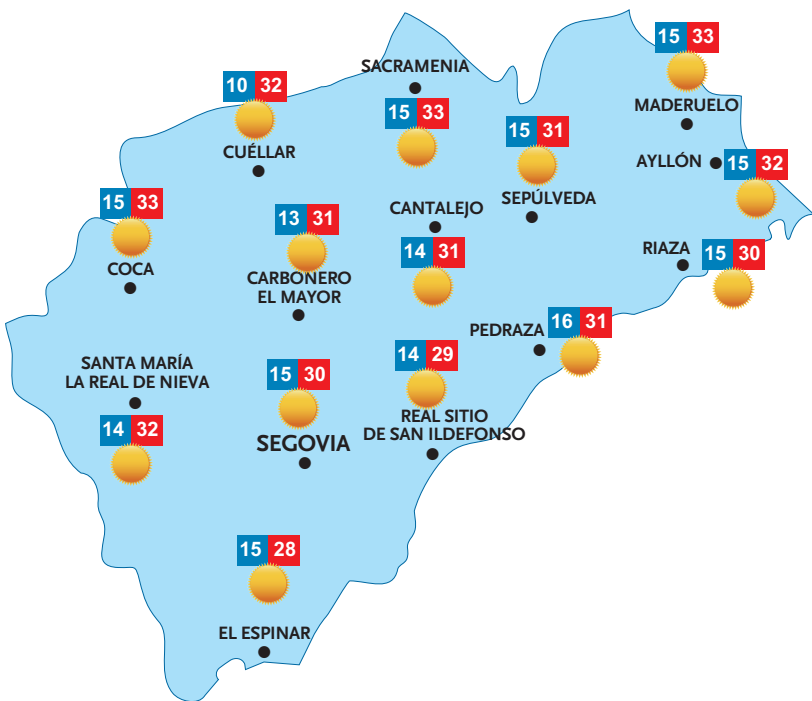 15 33
MADERUELO
SACRAMENIA
15 33
10 32
CUÉLLAR
15 31
SEPÚLVEDA
AYLLÓN
15 32
15 33
COCA
13 31
CARBONERO
EL MAYOR
CANTALEJO
14 31
RIAZA
15 30
PEDRAZA
16 31
SANTA MARÍA
LA REAL DE NIEVA
14 32
15 30
SEGOVIA
14 29
REAL SITIO
DE SAN ILDEFONSO
15 28
EL ESPINAR